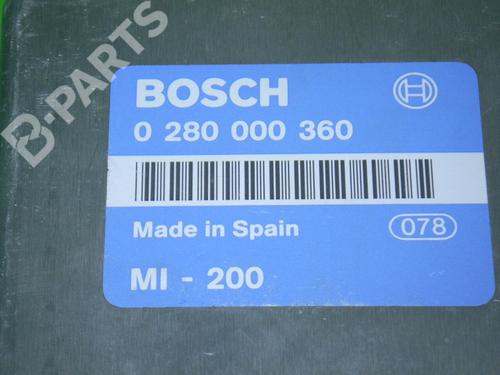 B-PARTS
BOSCH
0 280 000 360
Made in Spain
078
MI - 200